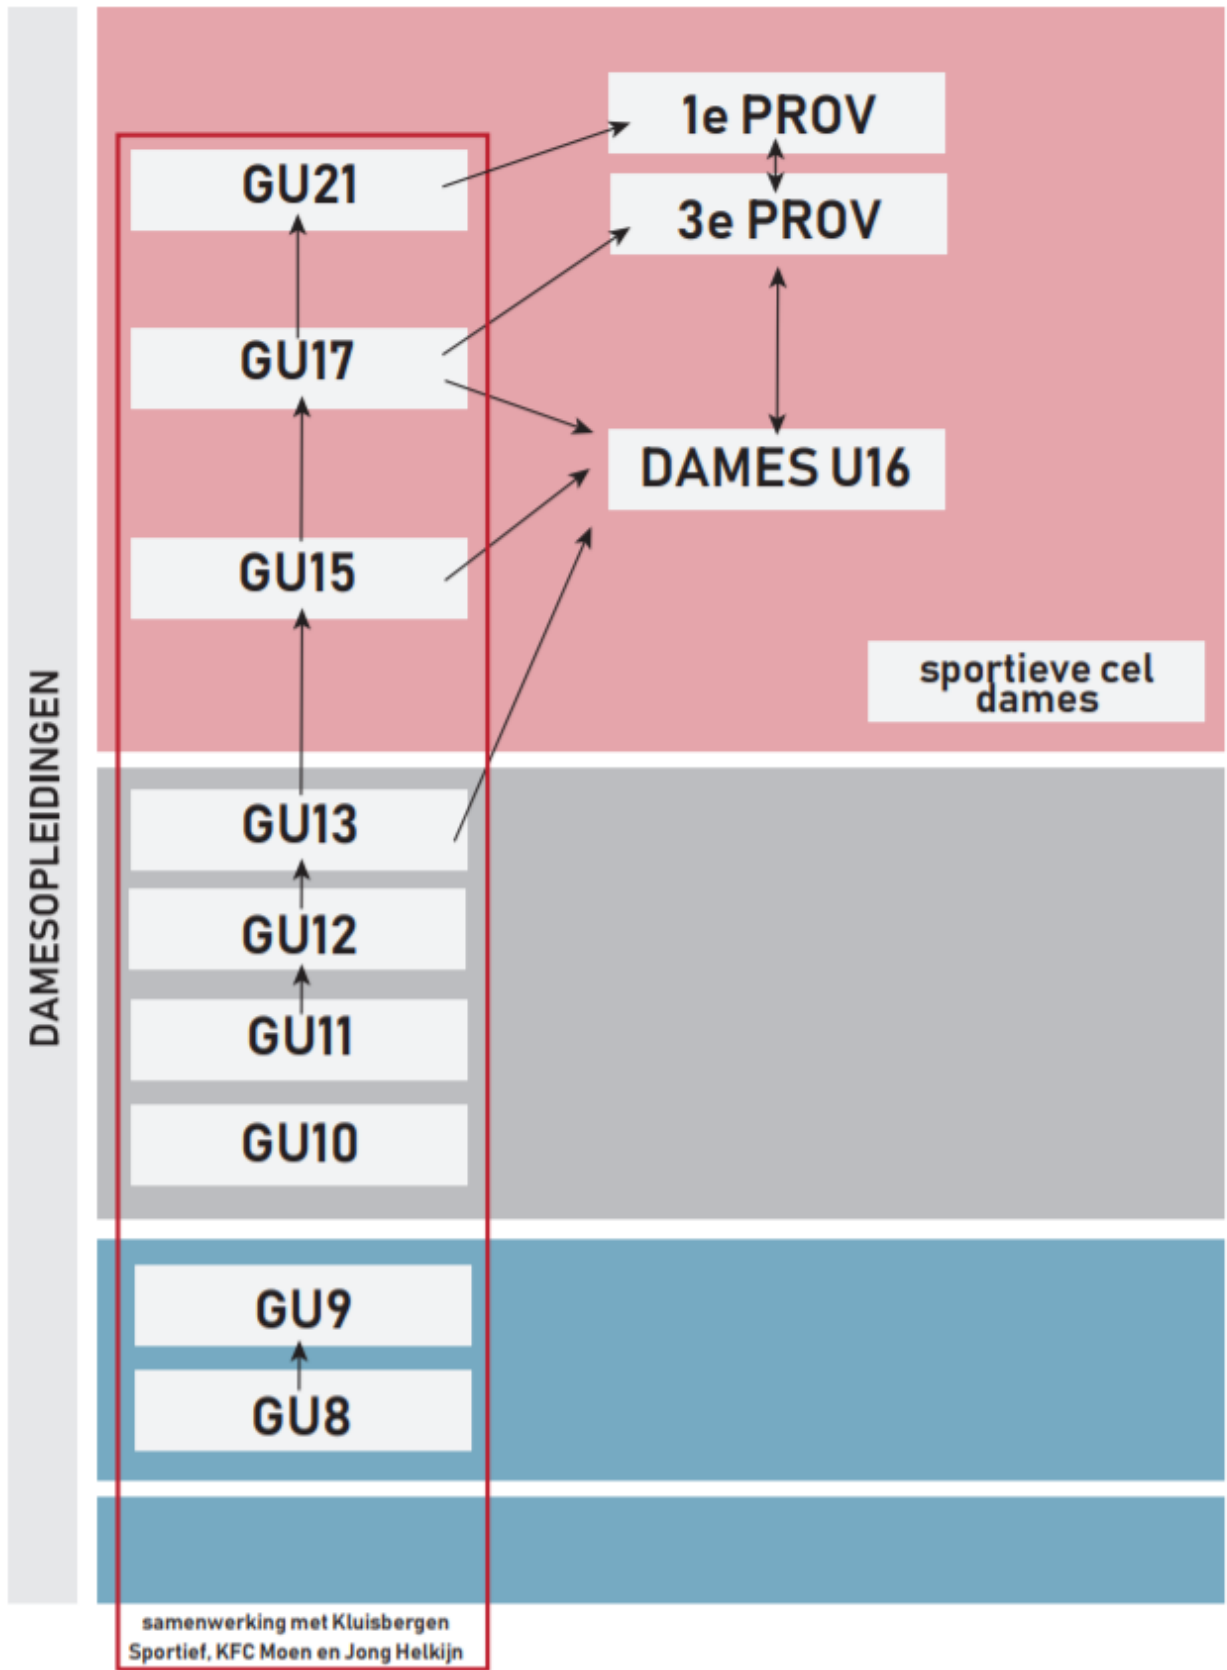 DAMESOPLEIDINGEN
1e PROV
GU21
3e PROV
GU17
DAMES U16
GU15
sportieve cel
dames
GU13
GU12
GU11
GU10
GU9
GU8
samenwerking met Kluisbergen
Sportief, KFC Moen en Jong Helkijn